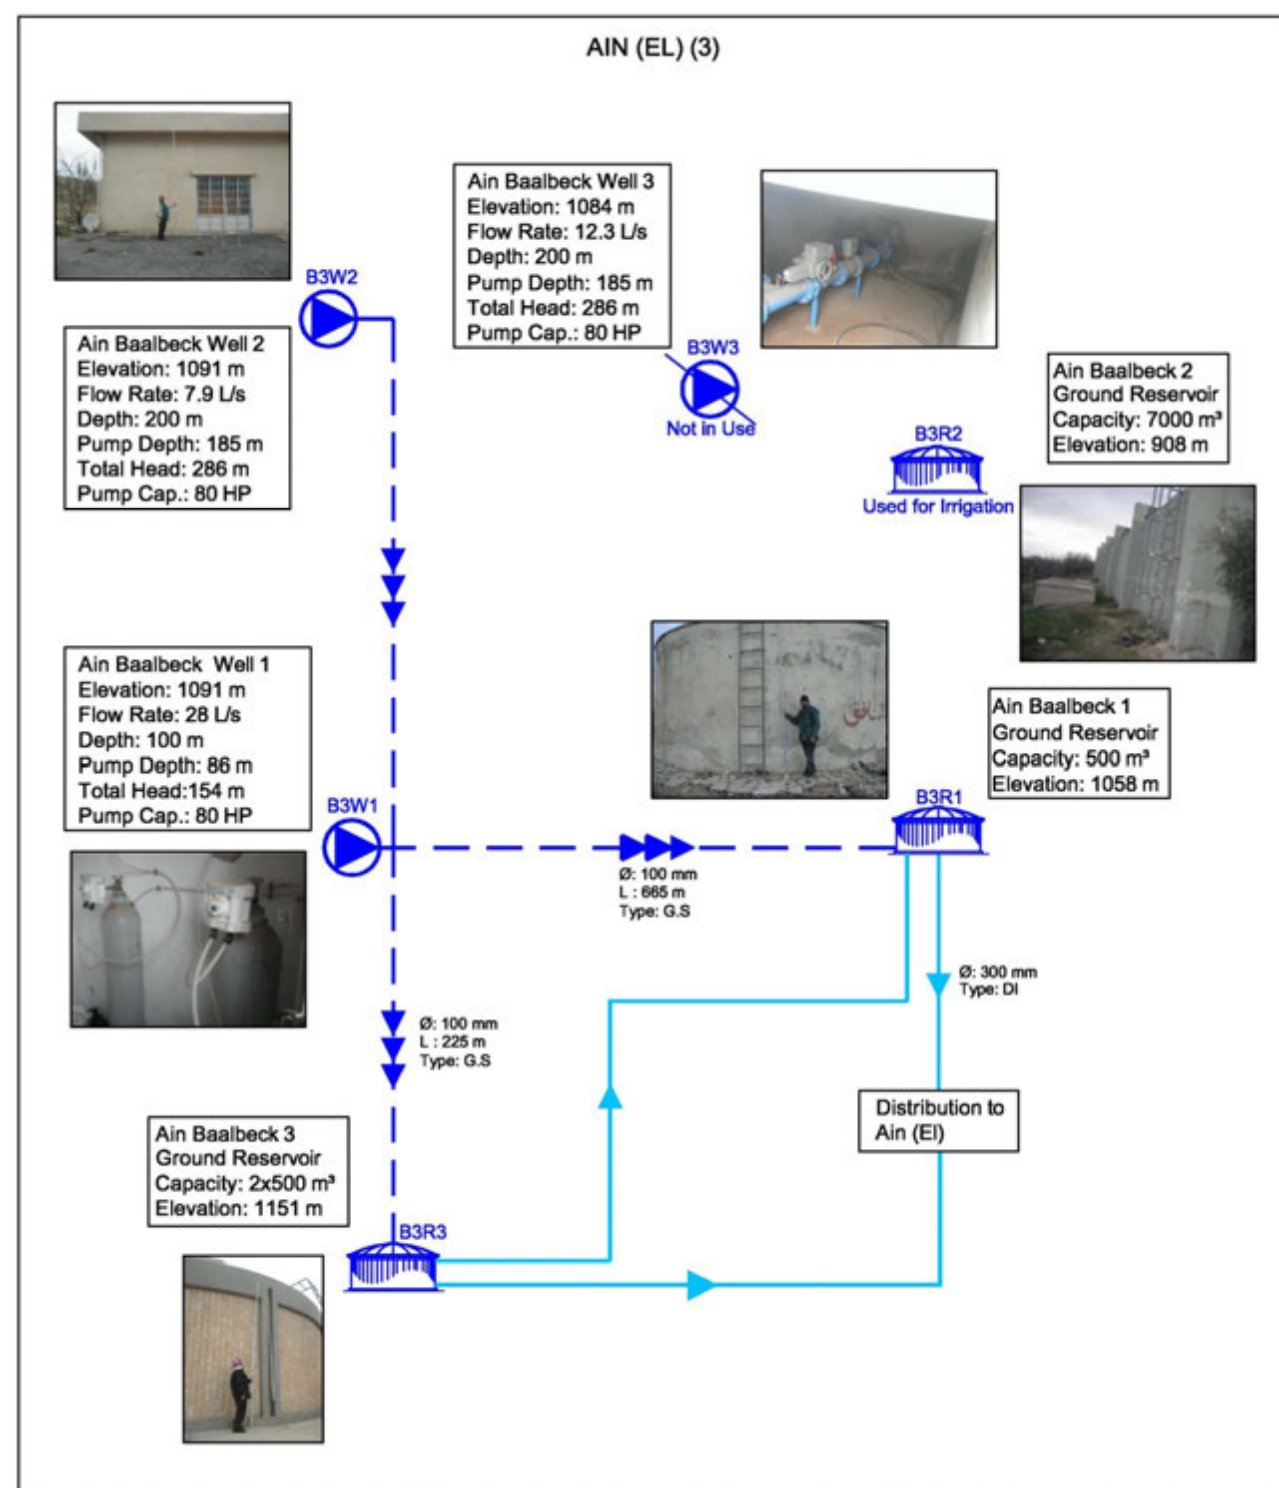 AIN (EL) (3)
B3W2
Ain Baalbeck Well 2
Elevation: 1091 m
Flow Rate: 7.9 L/s
Depth: 200 m
Pump Depth: 185 m
Total Head: 286 m
Pump Cap.: 80 HP
Ain Baalbeck Well 3
Elevation: 1084 m
Flow Rate: 12.3 L/s
Depth: 200 m
Pump Depth: 185 m
Total Head: 286 m
Pump Cap.: 80 HP
B3W3
Not in Use
Ain Baalbeck 2
Ground Reservoir
Capacity: 7000 m³
Elevation: 908 m
B3R2
Used for Irrigation
Ain Baalbeck Well 1
Elevation: 1091 m
Flow Rate: 28 L/s
Depth: 100 m
Pump Depth: 86 m
Total Head:154 m
Pump Cap.: 80 HP
B3W1
Ain Baalbeck 1
Ground Reservoir
Capacity: 500 m³
Elevation: 1058 m
B3R1
Ø: 100 mm
L : 665 m
Type: G.S
Ø: 300 mm
Type: DI
Ø: 100 mm
L : 225 m
Type: G.S
Distribution to
Ain (El)
Ain Baalbeck 3
Ground Reservoir
Capacity: 2x500 m³
Elevation: 1151 m
B3R3